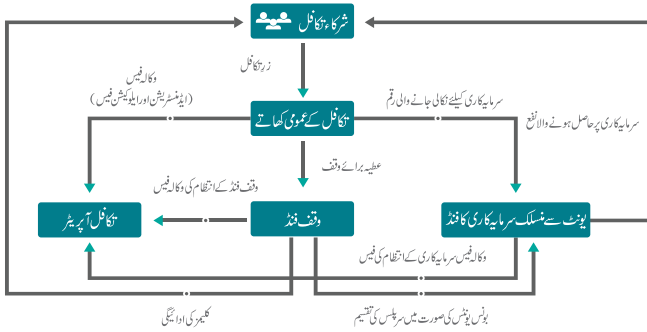 شرکاء تکافل
زرِ تکافل
وکالہ فیس
(ایڈمنسٹریشن اور ایلوکیشن فیس)
تکافل کے عمومی کھاتے
سرمایہ کاری کیلئے نکالی جانے والی رقم
سرمایہ کاری پر حاصل ہونے والا نفع
عطیہ برائے وقف
وقف فنڈ کے انتظام کی وکالہ فیس
تکافل آپریٹر
وقف فنڈ
یونٹ سے منسلک سرمایہ کاری کا فنڈ
وکالہ فیس سرمایہ کاری کے انتظام کی فیس
کلیمز کی ادائیگی
بونس یونٹس کی صورت میں سرپلس کی تقسیم